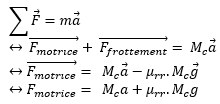 ∑F⃗ = ma⃗
↔ F⃗_motrice + F⃗_frottement = M_c a⃗
↔ F⃗_motrice = M_c a⃗ − μ_rr. M_c g⃗
↔ F_motrice = M_c a + μ_rr. M_c g